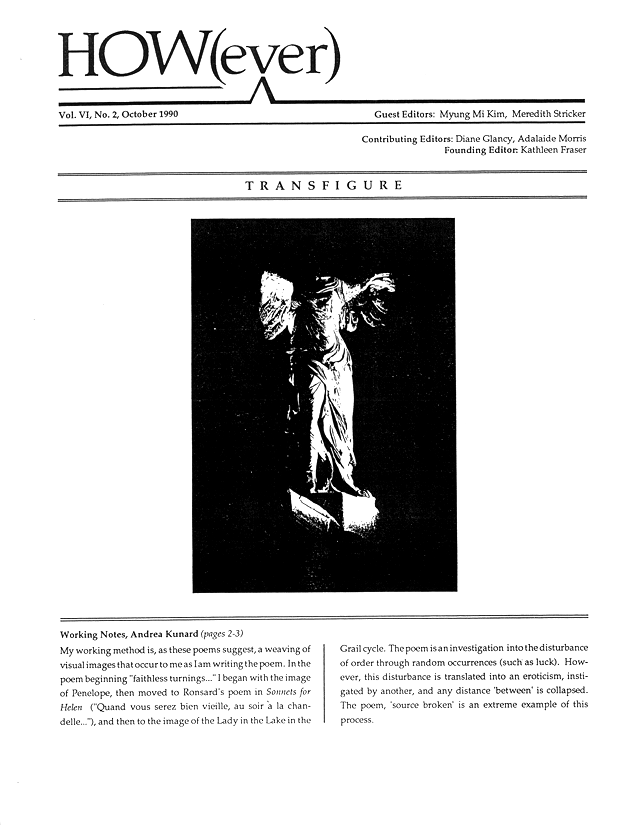 HOW(ever)
Vol. VI, No. 2, October 1990
Guest Editors: Myung Mi Kim, Meredith Stricker
Contributing Editors: Diane Glancy, Adalaide Morris
Founding Editor: Kathleen Fraser
TRANSFIGURE
Working Notes, Andrea Kunard (pages 2-3)
My working method is, as these poems suggest, a weaving of
visual images that occur to me as I am writing the poem. In the
poem beginning "faithless turnings..." I began with the image
of Penelope, then moved to Ronsard's poem in Sonnets for
Helen ("Quand vous serez bien vieille, au soir à la chan-
delle..."), and then to the image of the Lady in the Lake in the
Grail cycle. The poem is an investigation into the disturbance
of order through random occurrences (such as luck). How-
ever, this disturbance is translated into an eroticism, insti-
gated by another, and any distance 'between' is collapsed.
The poem, 'source broken' is an extreme example of this
process.